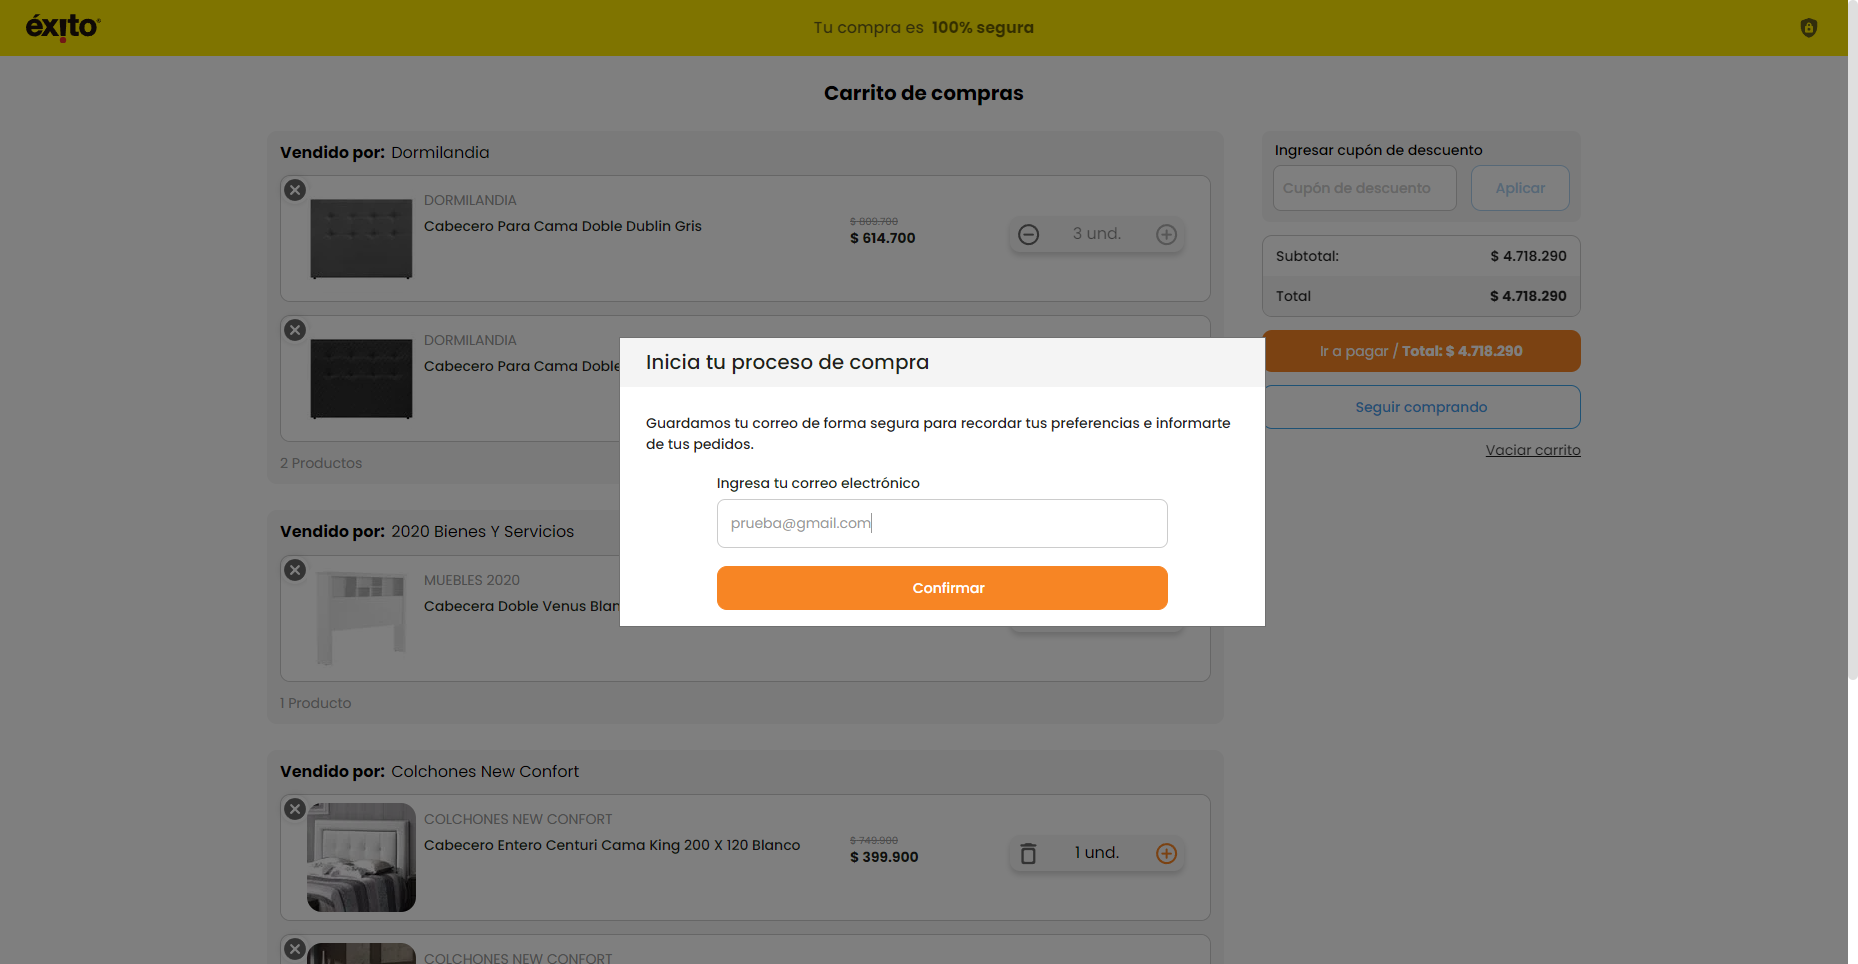 éxito
Tu compra es 100% segura
Carrito de compras
Vendido por: Dormilandia
DORMILANDIA
Cabecero Para Cama Doble Dublin Gris
$ 809.700
$ 614.700
3 und.
DORMILANDIA
Cabecero Para Cama Doble
2 Productos
Vendido por: 2020 Bienes Y Servicios
MUEBLES 2020
Cabecera Doble Venus Blan
1 Producto
Vendido por: Colchones New Confort
COLCHONES NEW CONFORT
Cabecero Entero Centuri Cama King 200 X 120 Blanco
$ 749.900
$ 399.900
1 und.
COLCHONES NEW CONFORT
Ingresar cupón de descuento
Cupón de descuento
Aplicar
Subtotal: $ 4.718.290
Total $ 4.718.290
Ir a pagar / Total: $ 4.718.290
Seguir comprando
Vaciar carrito
Inicia tu proceso de compra
Guardamos tu correo de forma segura para recordar tus preferencias e informarte
de tus pedidos.
Ingresa tu correo electrónico
prueba@gmail.com
Confirmar